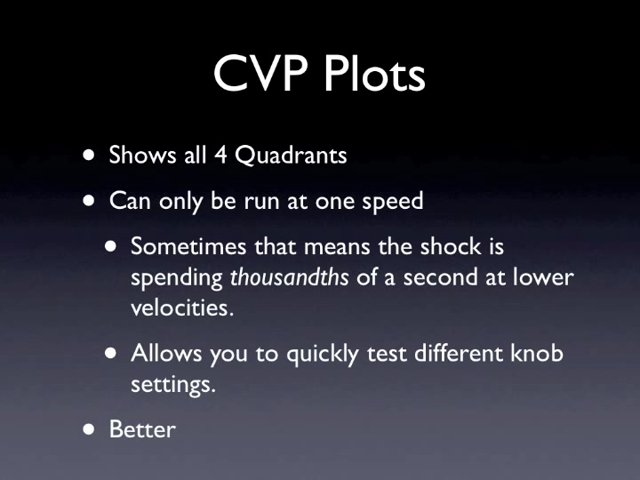 CVP Plots
• Shows all 4 Quadrants
• Can only be run at one speed
• Sometimes that means the shock is
spending thousandths of a second at lower
velocities.
• Allows you to quickly test different knob
settings.
• Better